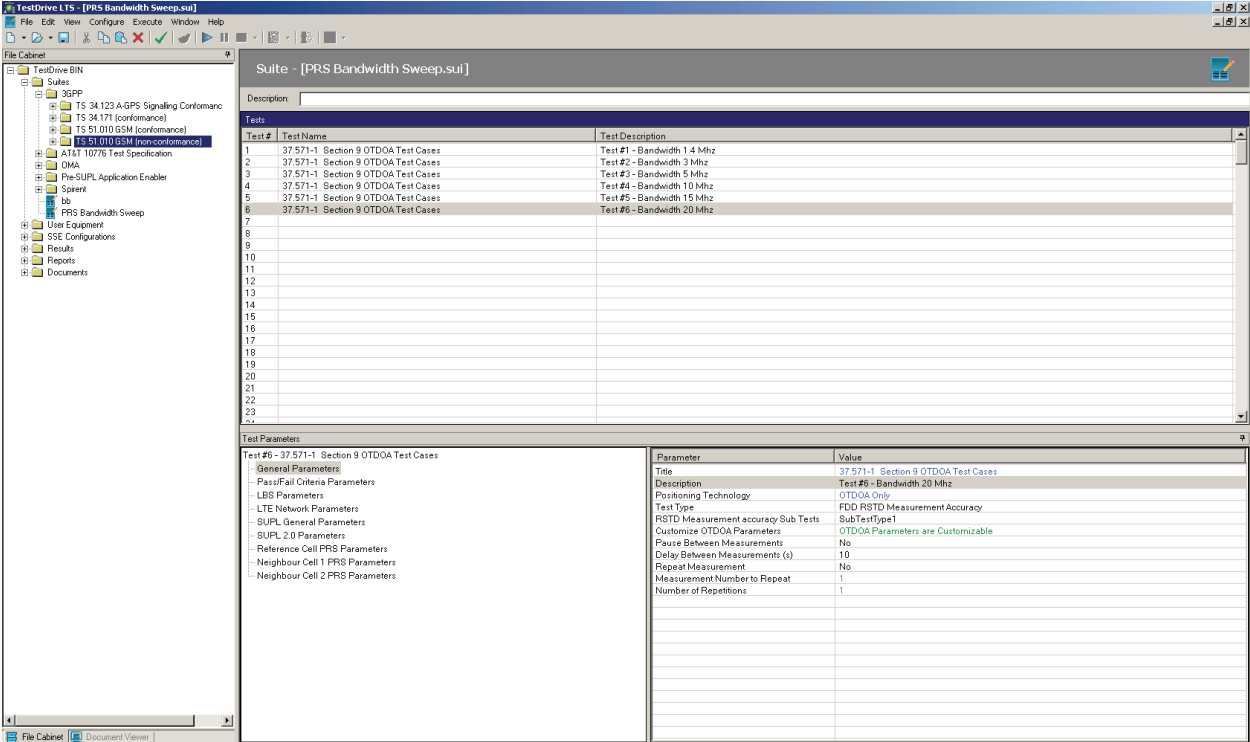 TestDrive LTS - [PRS Bandwidth Sweep.sui]
File Edit View Configure Execute Window Help
File Cabinet
TestDrive BIN
Suites
3GPP
TS 34.123 A-GPS Signalling Conformanc
TS 34.171 (conformance)
TS 51.010 GSM (conformance)
TS 51.010 GSM (non-conformance)
AT&T 10776 Test Specification
OMA
Pre-SUPL Application Enabler
Spirent
bb
PRS Bandwidth Sweep
User Equipment
SSE Configurations
Results
Reports
Documents
File Cabinet Document Viewer
Suite - [PRS Bandwidth Sweep.sui]
Description:
Tests
Test # Test Name Test Description
1 37.571-1 Section 9 OTDOA Test Cases Test #1 - Bandwidth 1.4 Mhz
2 37.571-1 Section 9 OTDOA Test Cases Test #2 - Bandwidth 3 Mhz
3 37.571-1 Section 9 OTDOA Test Cases Test #3 - Bandwidth 5 Mhz
4 37.571-1 Section 9 OTDOA Test Cases Test #4 - Bandwidth 10 Mhz
5 37.571-1 Section 9 OTDOA Test Cases Test #5 - Bandwidth 15 Mhz
6 37.571-1 Section 9 OTDOA Test Cases Test #6 - Bandwidth 20 Mhz
7
8
9
10
11
12
13
14
15
16
17
18
19
20
21
22
23
Test Parameters
Test #6 - 37.571-1 Section 9 OTDOA Test Cases
General Parameters
Pass/Fail Criteria Parameters
LBS Parameters
LTE Network Parameters
SUPL General Parameters
SUPL 2.0 Parameters
Reference Cell PRS Parameters
Neighbour Cell 1 PRS Parameters
Neighbour Cell 2 PRS Parameters
Parameter Value
Title 37.571-1 Section 9 OTDOA Test Cases
Description Test #6 - Bandwidth 20 Mhz
Positioning Technology OTDOA Only
Test Type FDD RSTD Measurement Accuracy
RSTD Measurement accuracy Sub Tests SubTestType1
Customize OTDOA Parameters OTDOA Parameters are Customizable
Pause Between Measurements No
Delay Between Measurements (s) 10
Repeat Measurement No
Measurement Number to Repeat 1
Number of Repetitions 1